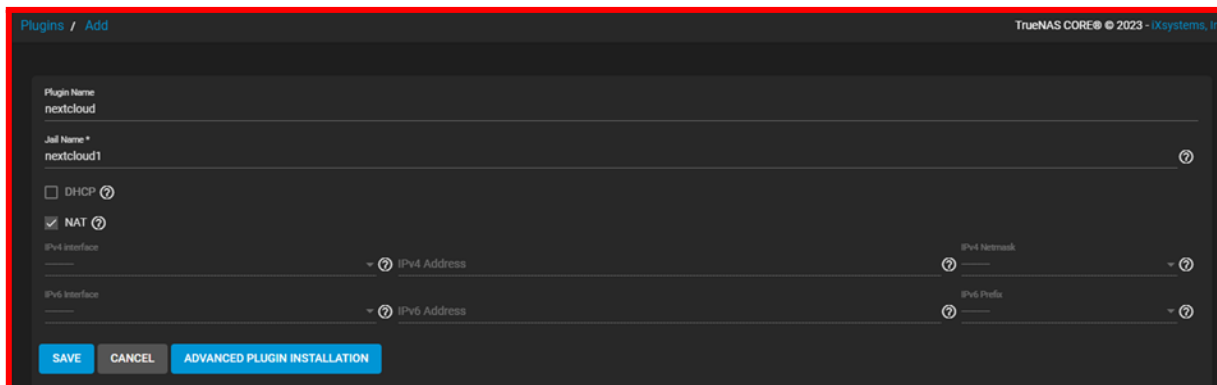 Plugins / Add
TrueNAS CORE® © 2023 - iXsystems, In
Plugin Name
nextcloud
Jail Name *
nextcloud1
DHCP
NAT
IPv4 Interface
IPv4 Address
IPv4 Netmask
IPv6 Interface
IPv6 Address
IPv6 Prefix
SAVE CANCEL ADVANCED PLUGIN INSTALLATION